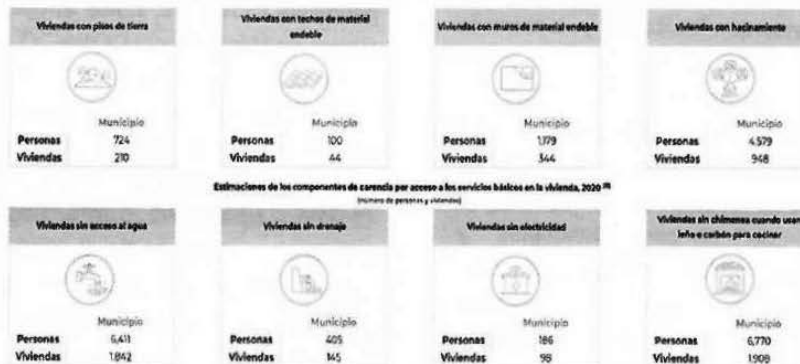 Viviendas con pisos de tierra
Municipio
Personas 724
Viviendas 210
Viviendas con techos de material
endeble
Municipio
Personas 100
Viviendas 44
Viviendas con muros de material endeble
Municipio
Personas 1,179
Viviendas 344
Viviendas con hacinamiento
Municipio
Personas 4,579
Viviendas 948
Estimaciones de los componentes de carencia por acceso a los servicios básicos en la vivienda, 2020
(número de personas y viviendas)
Viviendas sin acceso al agua
Municipio
Personas 6,411
Viviendas 1,842
Viviendas sin drenaje
Municipio
Personas 405
Viviendas 145
Viviendas sin electricidad
Municipio
Personas 186
Viviendas 98
Viviendas sin chimenea cuando usan
leña o carbón para cocinar
Municipio
Personas 6,770
Viviendas 1,908